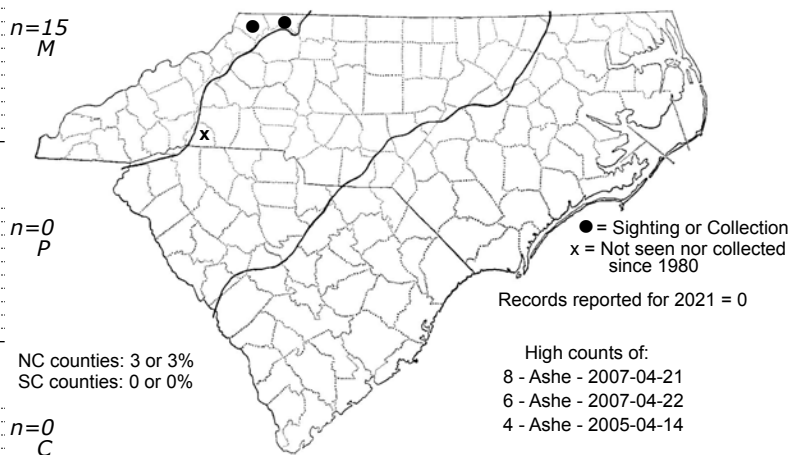 n=15
M
x
n=0
P
● = Sighting or Collection
x = Not seen nor collected
since 1980
Records reported for 2021 = 0
NC counties: 3 or 3%
SC counties: 0 or 0%
High counts of:
8 - Ashe - 2007-04-21
6 - Ashe - 2007-04-22
4 - Ashe - 2005-04-14
n=0
C